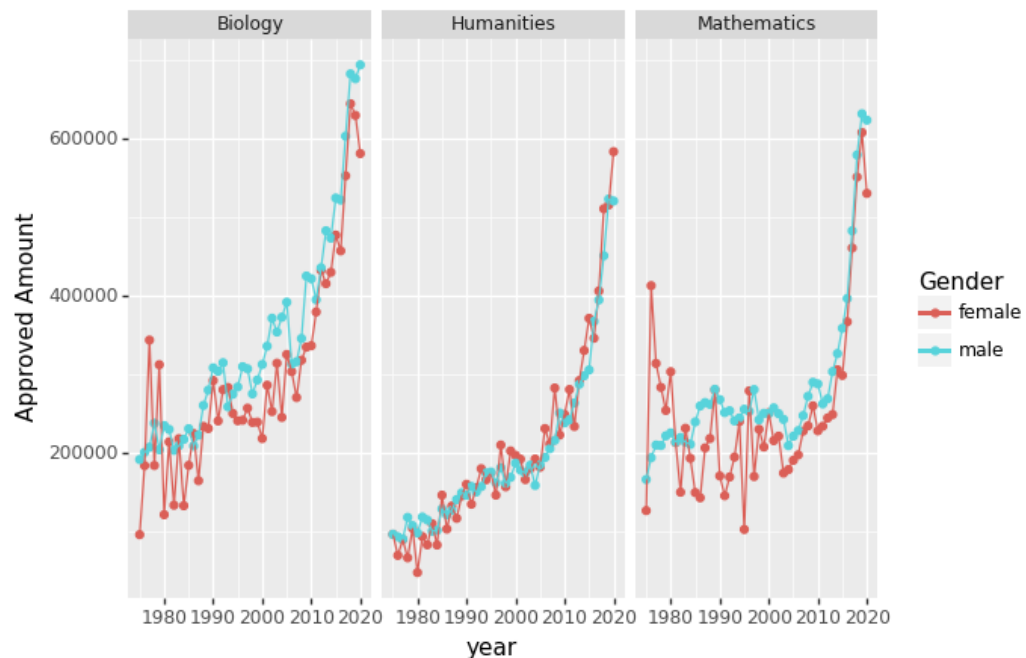 Biology Humanities Mathematics
600000
400000
200000
Approved Amount
1980 1990 2000 2010 2020 1980 1990 2000 2010 2020 1980 1990 2000 2010 2020
year
Gender
female
male